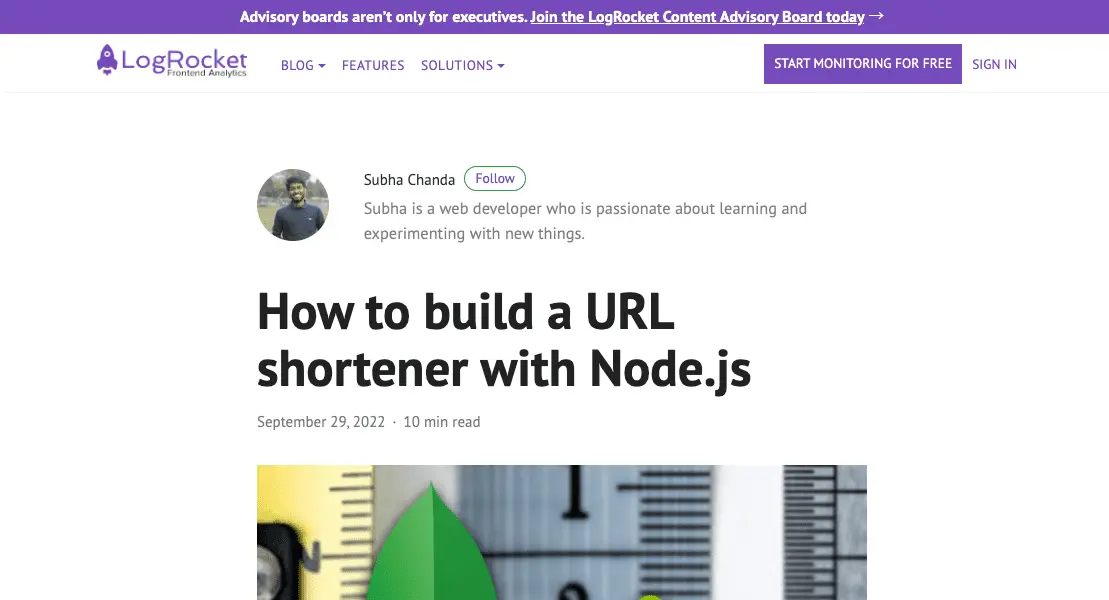 Advisory boards aren't only for executives. Join the LogRocket Content Advisory Board today →
LogRocket
Frontend Analytics
BLOG
FEATURES
SOLUTIONS
START MONITORING FOR FREE
SIGN IN
Subha Chanda
Follow
Subha is a web developer who is passionate about learning and
experimenting with new things.
How to build a URL
shortener with Node.js
September 29, 2022 · 10 min read